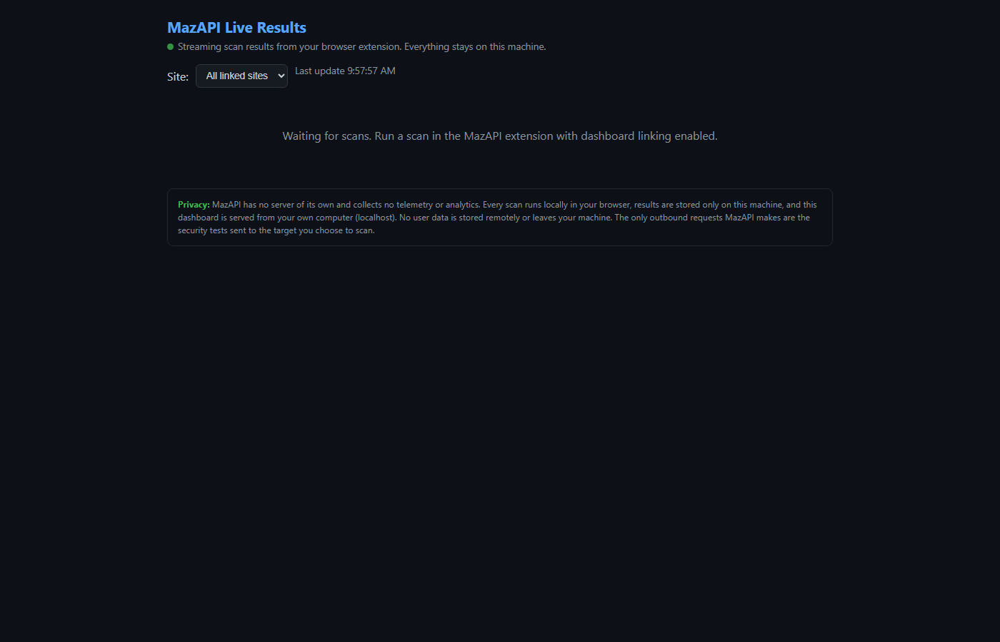 MazAPI Live Results
Streaming scan results from your browser extension. Everything stays on this machine.
Site: All linked sites Last update 9:57:57 AM
Waiting for scans. Run a scan in the MazAPI extension with dashboard linking enabled.
Privacy: MazAPI has no server of its own and collects no telemetry or analytics. Every scan runs locally in your browser, results are stored only on this machine, and this
dashboard is served from your own computer (localhost). No user data is stored remotely or leaves your machine. The only outbound requests MazAPI makes are the
security tests sent to the target you choose to scan.